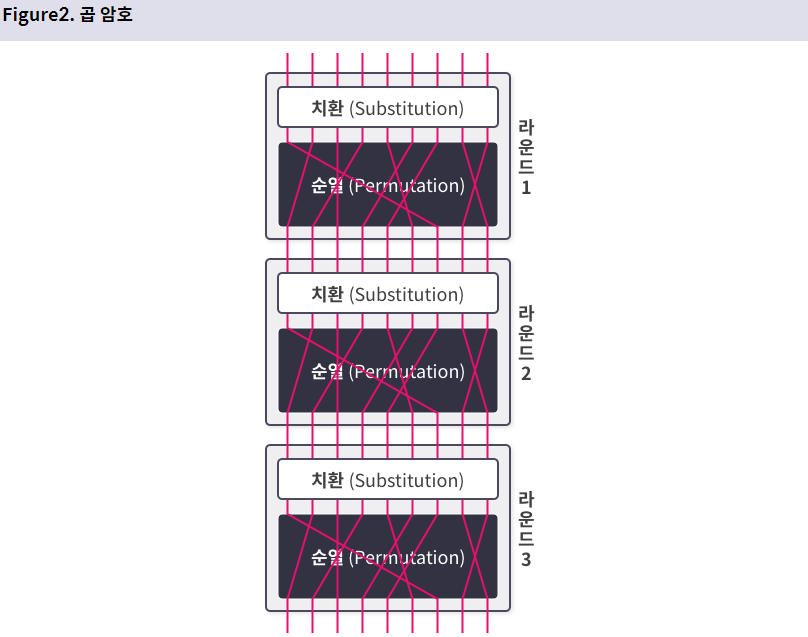 Figure2. 곱 암호
치환 (Substitution)
순열 (Permutation)
라운드 1
치환 (Substitution)
순열 (Permutation)
라운드 2
치환 (Substitution)
순열 (Permutation)
라운드 3